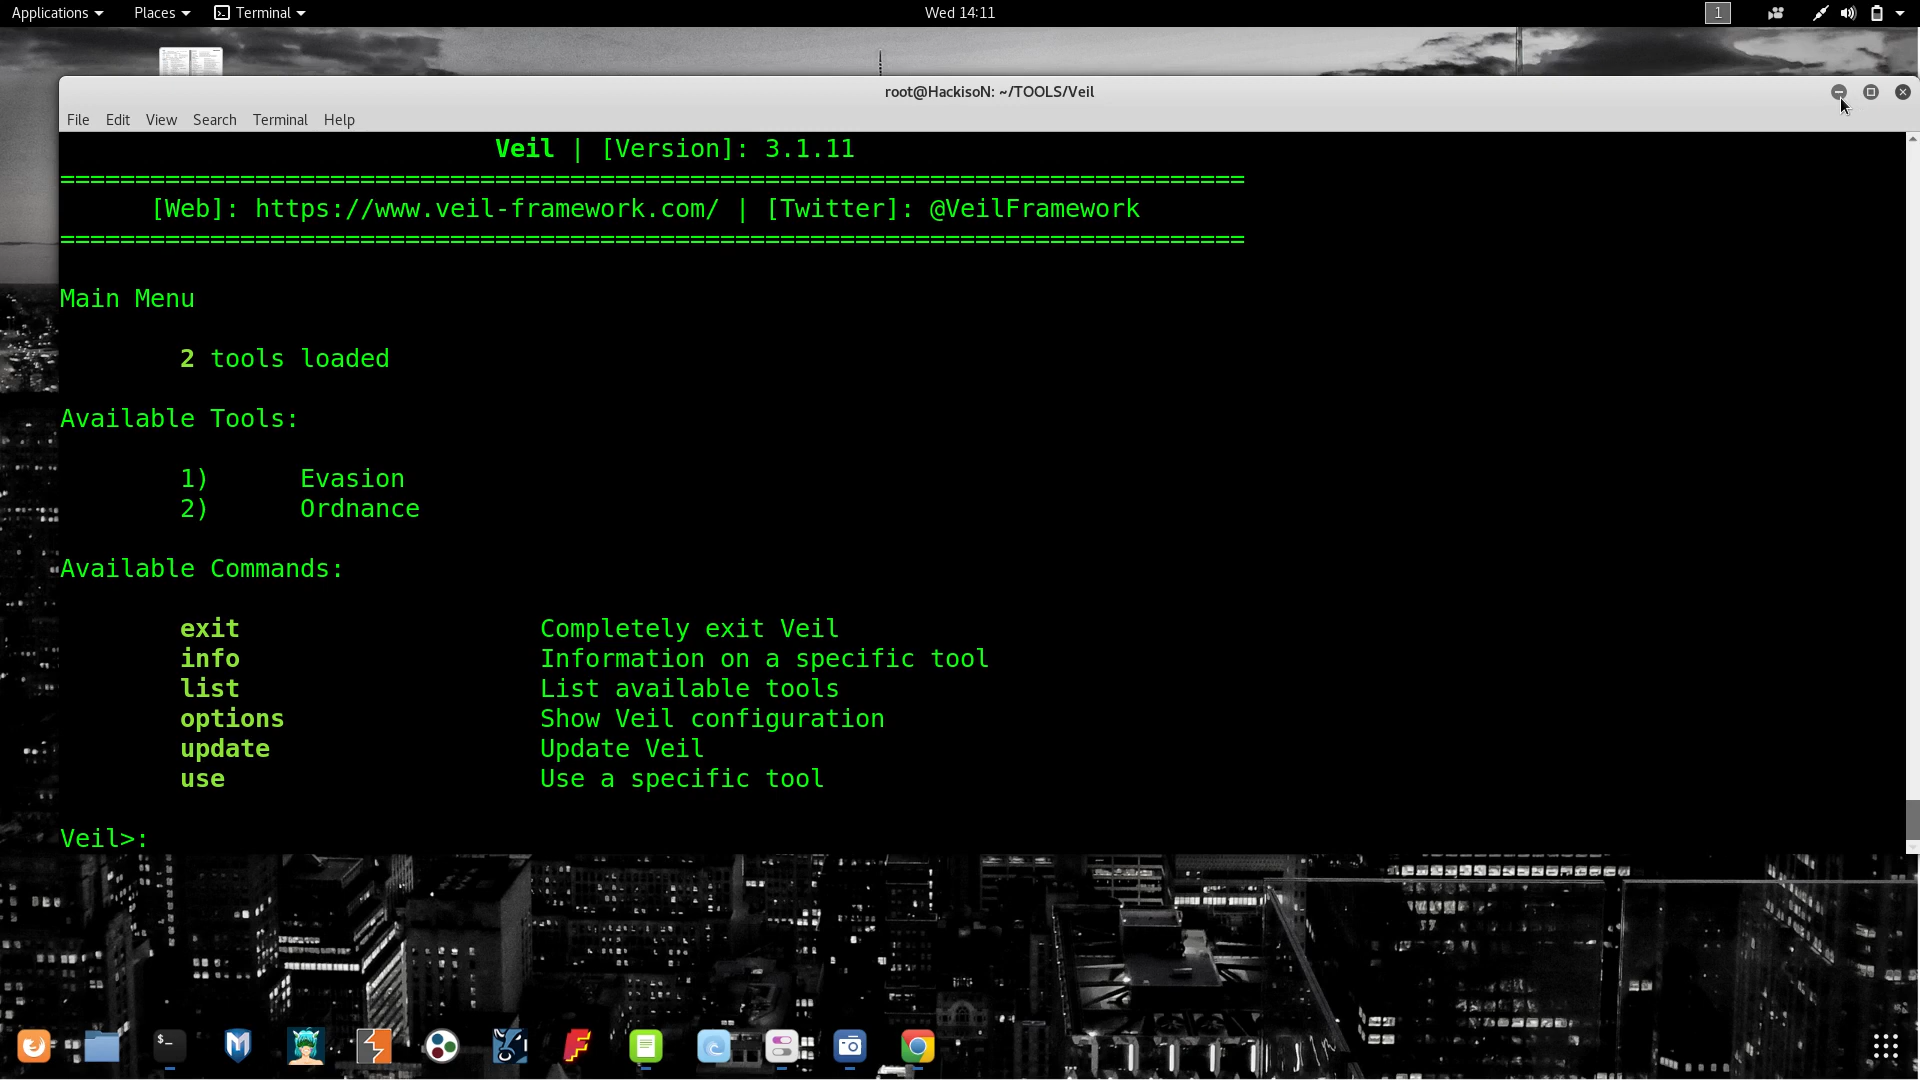 Applications Places Terminal Wed 14:11 1
root@HackisoN: ~/TOOLS/Veil
File Edit View Search Terminal Help
Veil | [Version]: 3.1.11
===============================================================================
[Web]: https://www.veil-framework.com/ | [Twitter]: @VeilFramework
===============================================================================
Main Menu
2 tools loaded
Available Tools:
1) Evasion
2) Ordnance
Available Commands:
exit Completely exit Veil
info Information on a specific tool
list List available tools
options Show Veil configuration
update Update Veil
use Use a specific tool
Veil>:
$_